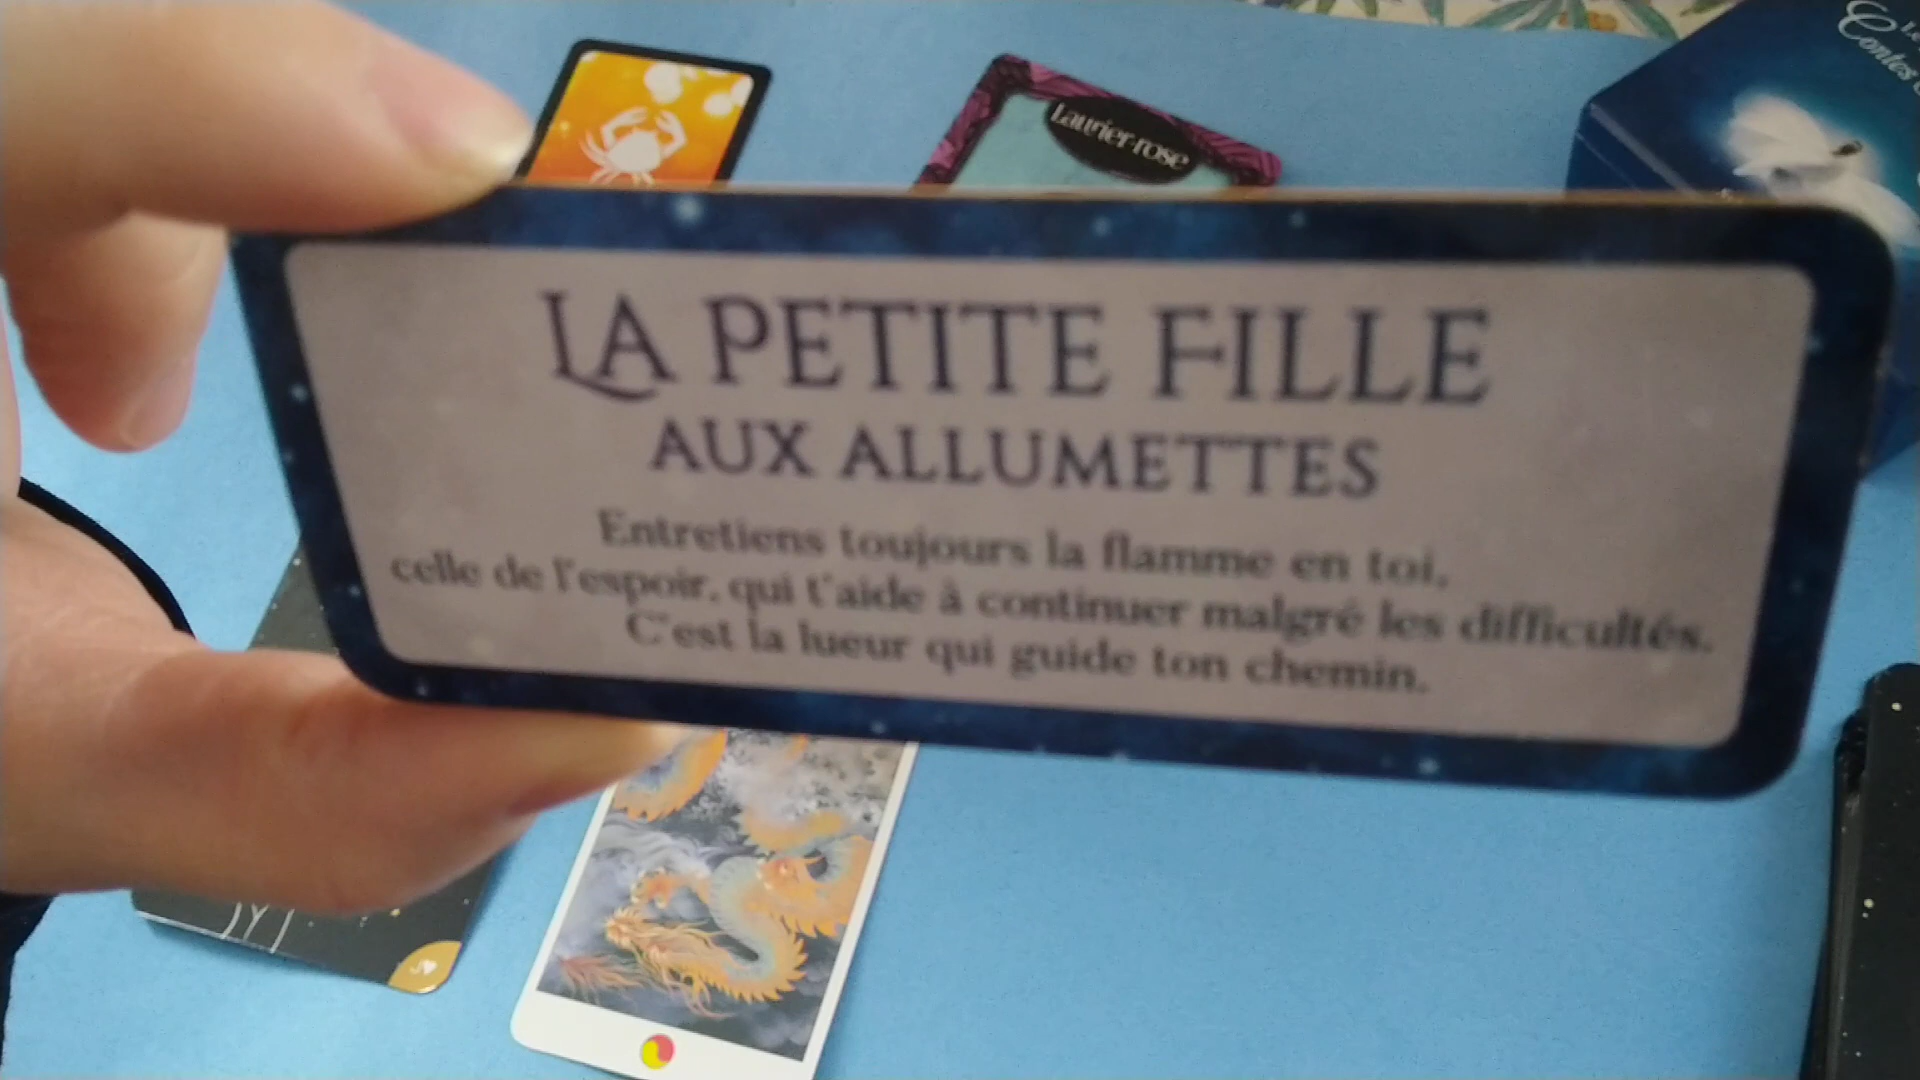 Contes
Laurier-rose
LA PETITE FILLE
AUX ALLUMETTES
Entretiens toujours la flamme en toi,
celle de l'espoir, qui t'aide à continuer malgré les difficultés.
C'est la lueur qui guide ton chemin.